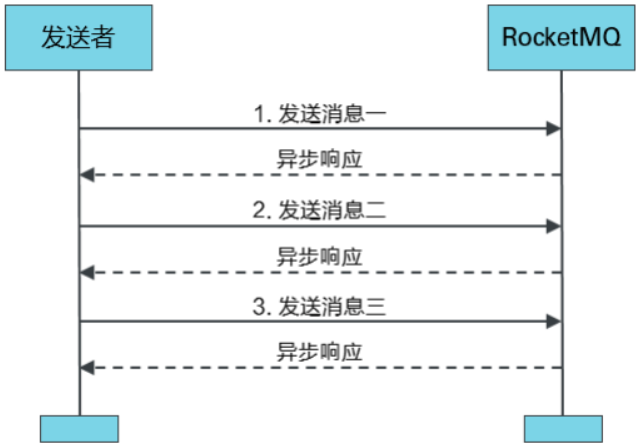 发送者
RocketMQ
1. 发送消息一
异步响应
2. 发送消息二
异步响应
3. 发送消息三
异步响应